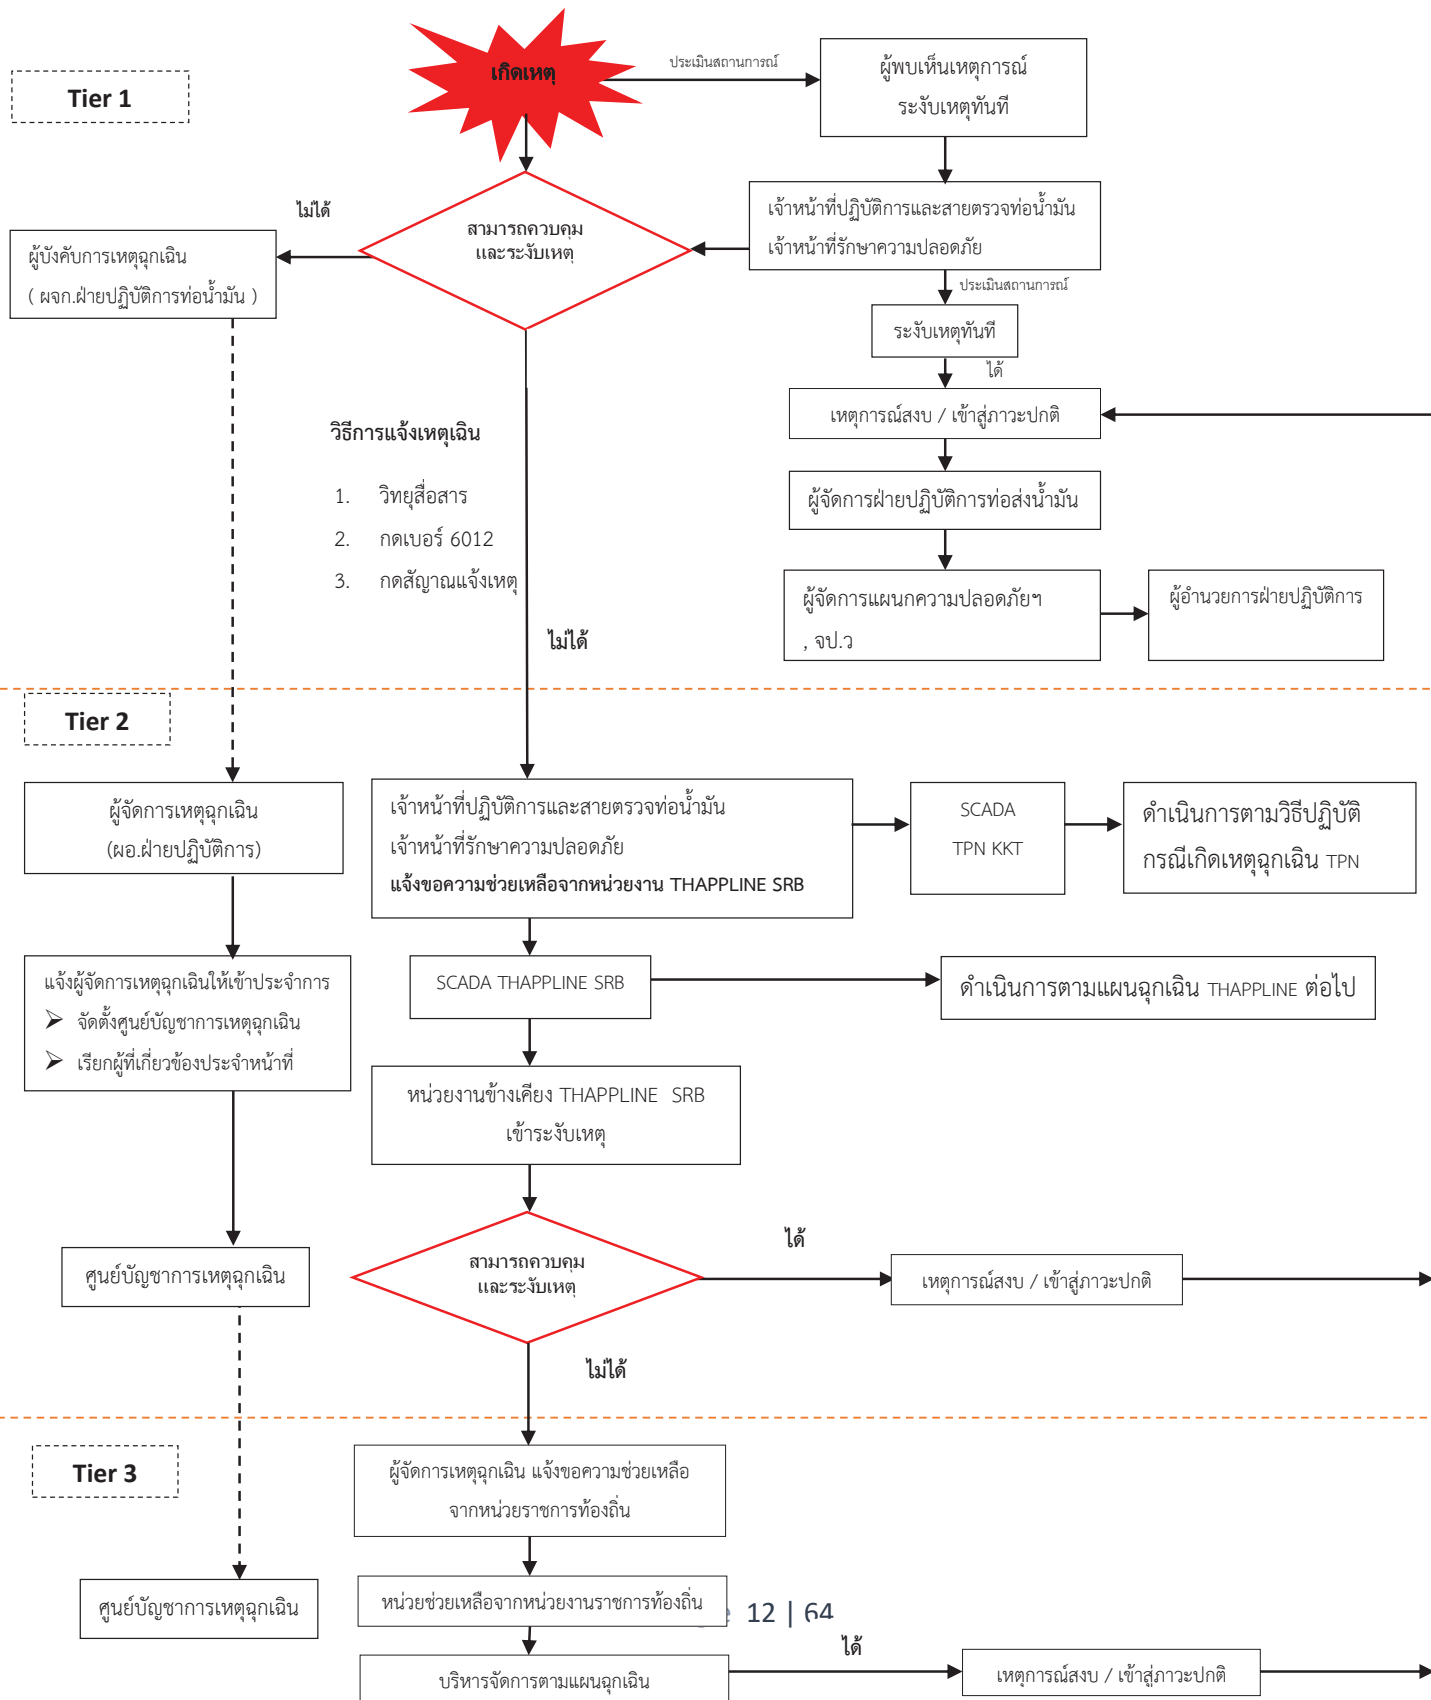 เกิดเหตุ
ประเมินสถานการณ์
ผู้พบเห็นเหตุการณ์
ระงับเหตุทันที
Tier 1
ไม่ได้
สามารถควบคุม
และระงับเหตุ
เจ้าหน้าที่ปฏิบัติการและสายตรวจท่อน้ำมัน
เจ้าหน้าที่รักษาความปลอดภัย
ผู้บังคับการเหตุฉุกเฉิน
( ผจก.ฝ่ายปฏิบัติการท่อน้ำมัน )
ประเมินสถานการณ์
ระงับเหตุทันที
ได้
เหตุการณ์สงบ / เข้าสู่ภาวะปกติ
วิธีการแจ้งเหตุเฉิน
1. วิทยุสื่อสาร
2. กดเบอร์ 6012
3. กดสัญาณแจ้งเหตุ
ผู้จัดการฝ่ายปฏิบัติการท่อส่งน้ำมัน
ผู้จัดการแผนกความปลอดภัยฯ
, จป.ว
ผู้อำนวยการฝ่ายปฏิบัติการ
ไม่ได้
Tier 2
ผู้จัดการเหตุฉุกเฉิน
(ผอ.ฝ่ายปฏิบัติการ)
เจ้าหน้าที่ปฏิบัติการและสายตรวจท่อน้ำมัน
เจ้าหน้าที่รักษาความปลอดภัย
แจ้งขอความช่วยเหลือจากหน่วยงาน THAPPLINE SRB
SCADA
TPN KKT
ดำเนินการตามวิธีปฏิบัติ
กรณีเกิดเหตุฉุกเฉิน TPN
แจ้งผู้จัดการเหตุฉุกเฉินให้เข้าประจำการ
➢ จัดตั้งศูนย์บัญชาการเหตุฉุกเฉิน
➢ เรียกผู้ที่เกี่ยวข้องประจำหน้าที่
SCADA THAPPLINE SRB
ดำเนินการตามแผนฉุกเฉิน THAPPLINE ต่อไป
หน่วยงานข้างเคียง THAPPLINE SRB
เข้าระงับเหตุ
ศูนย์บัญชาการเหตุฉุกเฉิน
สามารถควบคุม
และระงับเหตุ
ได้
เหตุการณ์สงบ / เข้าสู่ภาวะปกติ
ไม่ได้
Tier 3
ผู้จัดการเหตุฉุกเฉิน แจ้งขอความช่วยเหลือ
จากหน่วยราชการท้องถิ่น
ศูนย์บัญชาการเหตุฉุกเฉิน
หน่วยช่วยเหลือจากหน่วยงานราชการท้องถิ่น
12 | 64
บริหารจัดการตามแผนฉุกเฉิน
ได้
เหตุการณ์สงบ / เข้าสู่ภาวะปกติ